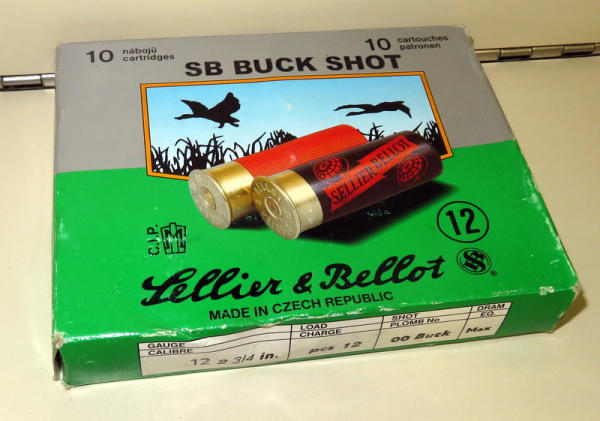 10 nábojů
cartridges
10 cartouches
patronen
SB BUCK SHOT
SELLIER·BELLOT
12
C.I.P.
Sellier & Bellot
®
MADE IN CZECH REPUBLIC
GAUGE
CALIBRE
12 2 3/4 in.
LOAD
CHARGE
pcs 12
SHOT
PLOMB No
00 Buck
DRAM
EQ.
Max